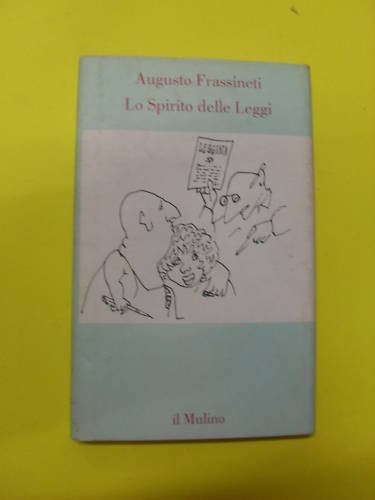 Augusto Frassineti
Lo Spirito delle Leggi
il Mulino